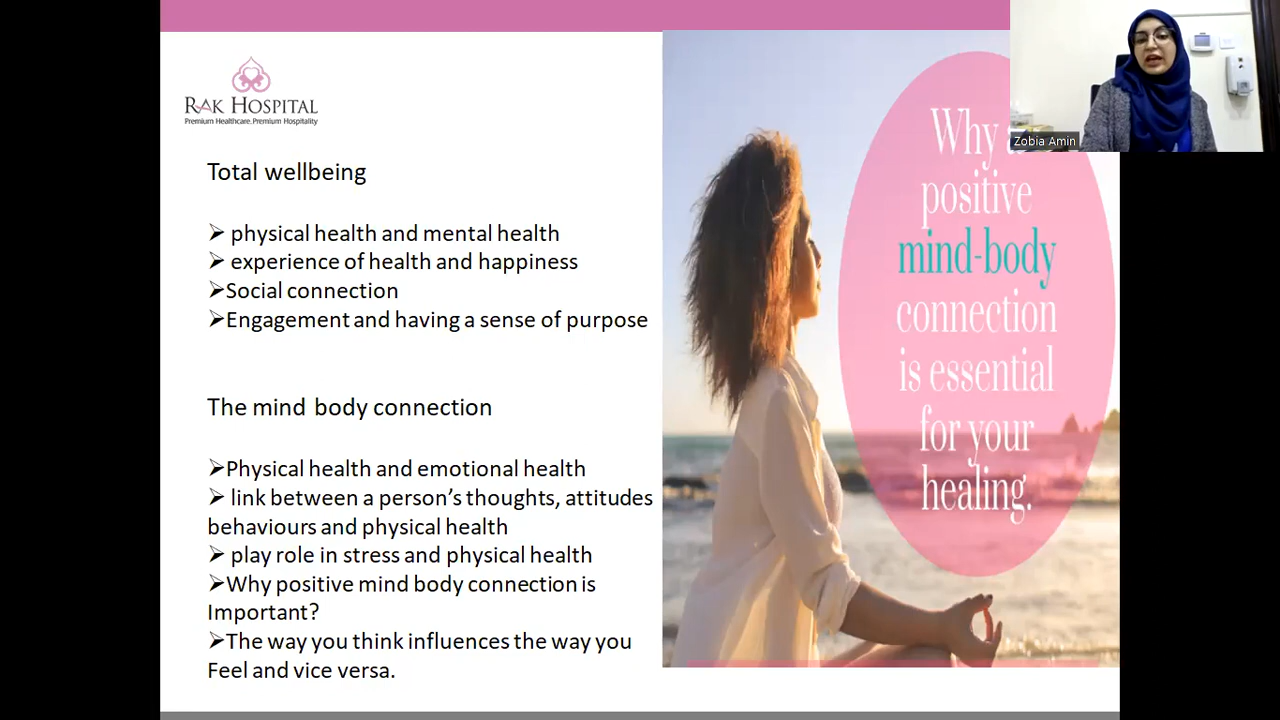 RAK HOSPITAL
Premium Healthcare. Premium Hospitality
Total wellbeing
➢ physical health and mental health
➢ experience of health and happiness
➢Social connection
➢Engagement and having a sense of purpose
The mind body connection
➢Physical health and emotional health
➢ link between a person’s thoughts, attitudes
behaviours and physical health
➢ play role in stress and physical health
➢Why positive mind body connection is
Important?
➢The way you think influences the way you
Feel and vice versa.
Why
positive
mind-body
connection
is essential
for your
healing.
Zobia Amin